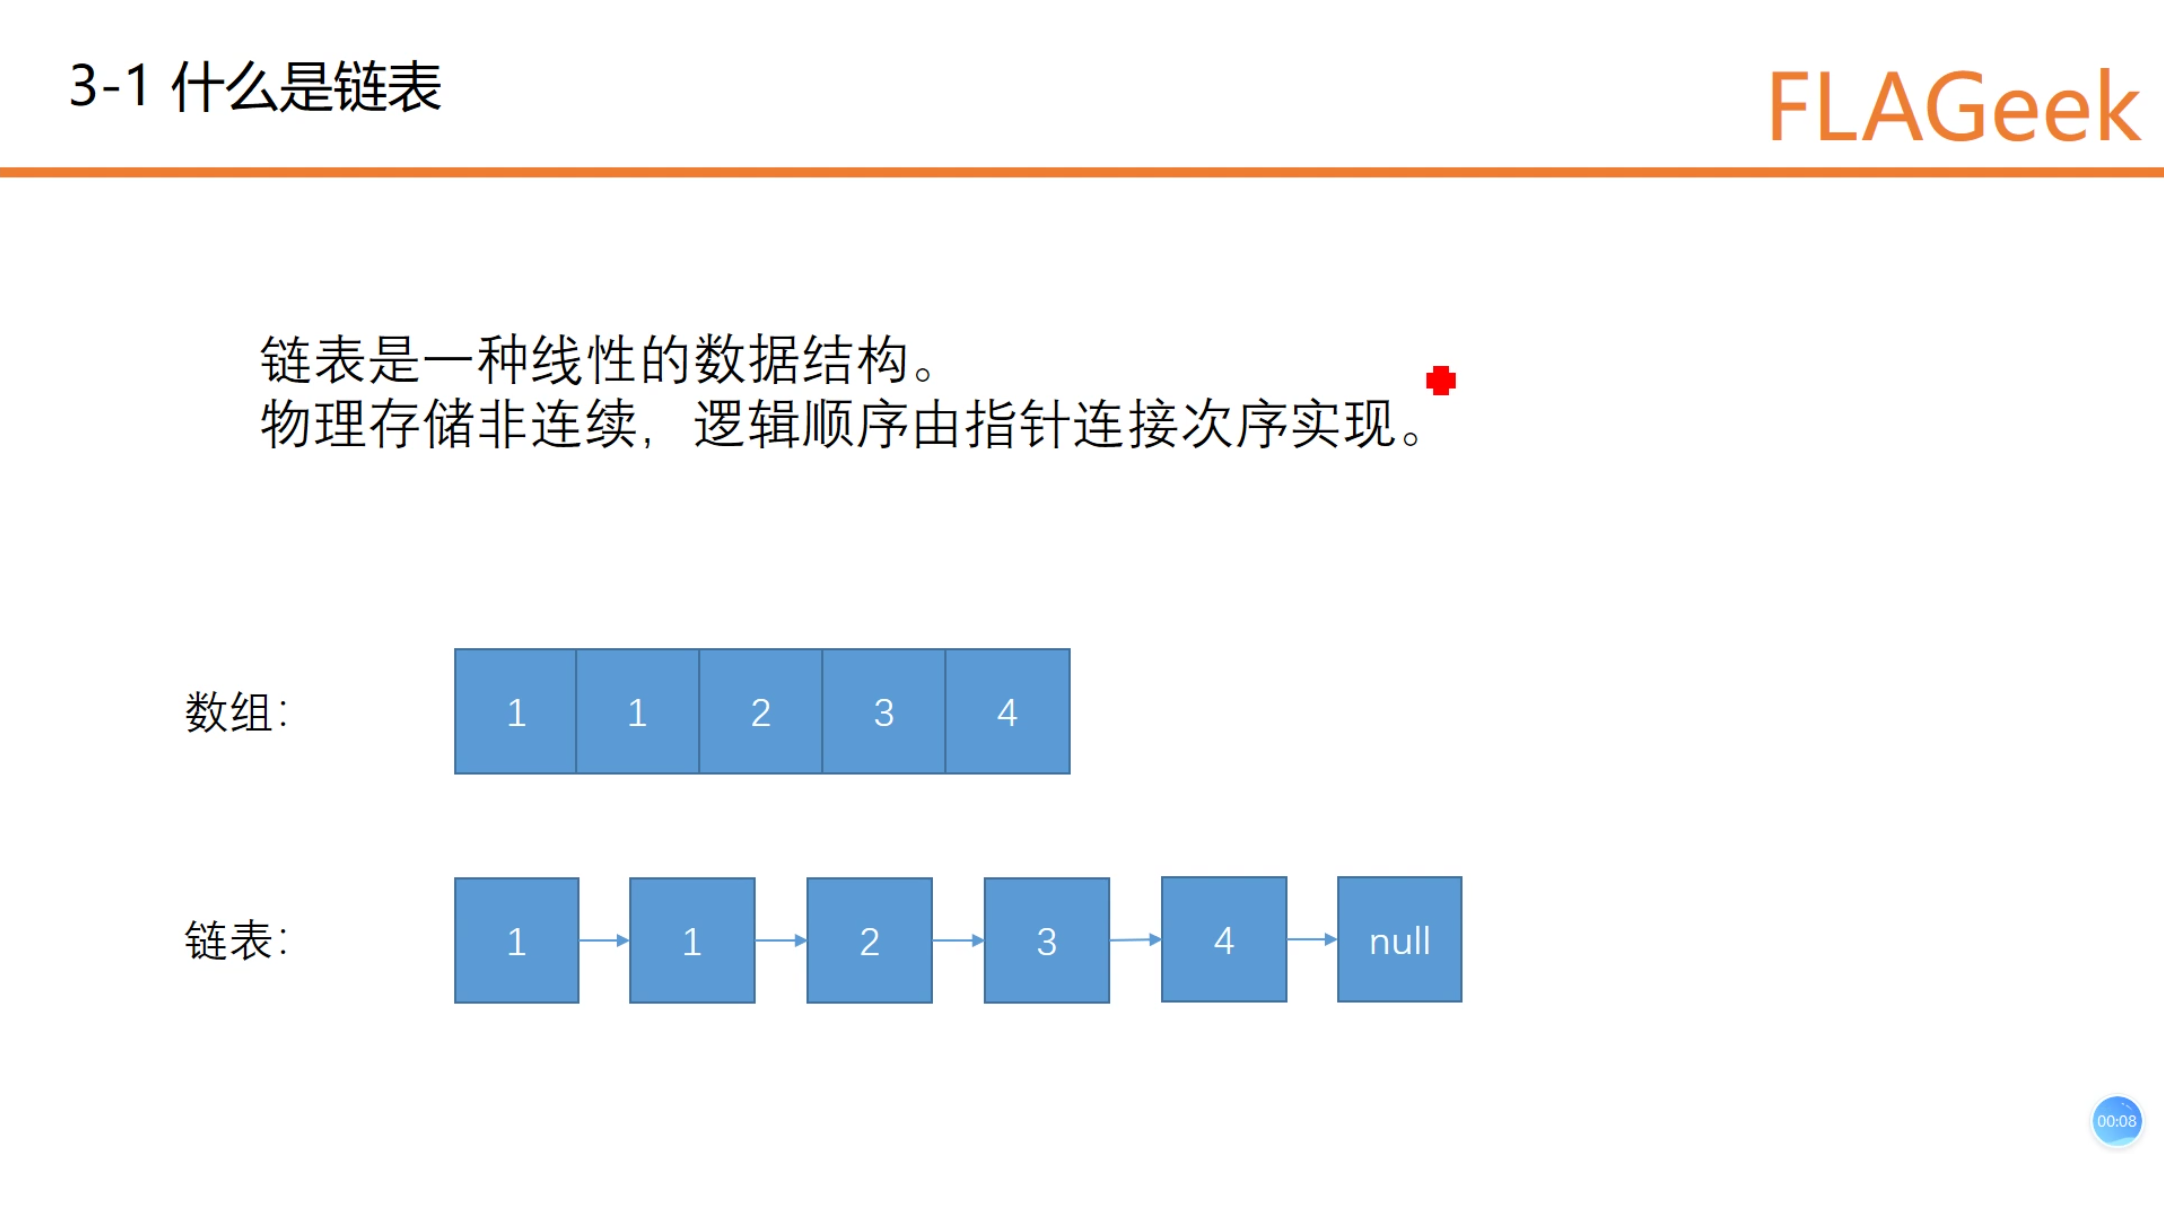 3-1 什么是链表
FLAGeek
链表是一种线性的数据结构。
物理存储非连续，逻辑顺序由指针连接次序实现。
数组：
1 1 2 3 4
链表：
1 1 2 3 4 null
00:08